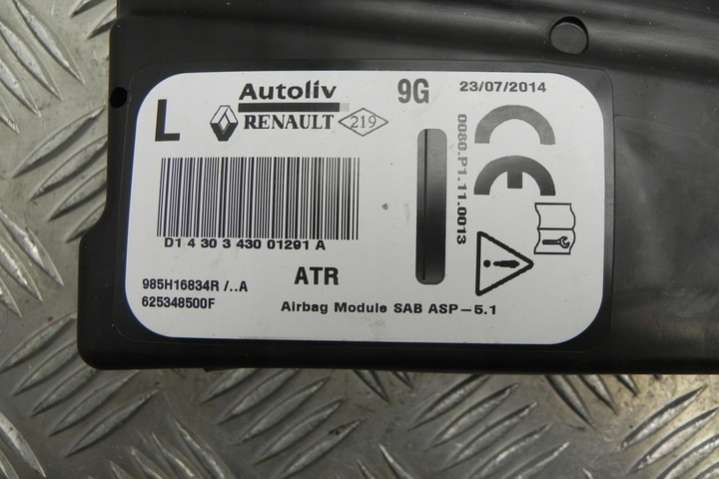 L
Autoliv
RENAULT 219
9G
23/07/2014
CE
0080.P1.11.0013
D1 4 30 3 430 01291 A
985H16834R /..A
625348500F
ATR
Airbag Module SAB ASP-5.1